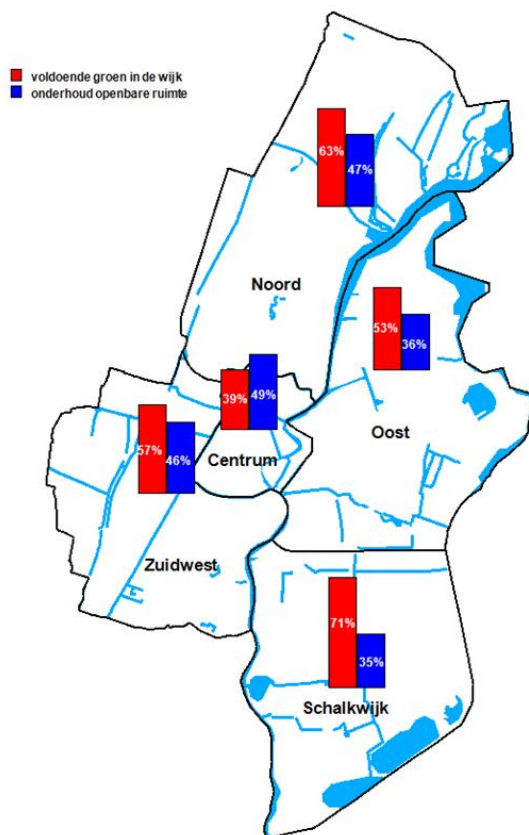 voldoende groen in de wijk
onderhoud openbare ruimte
63%
47%
Noord
53%
36%
39%
49%
Oost
57%
46%
Centrum
Zuidwest
71%
35%
Schalkwijk